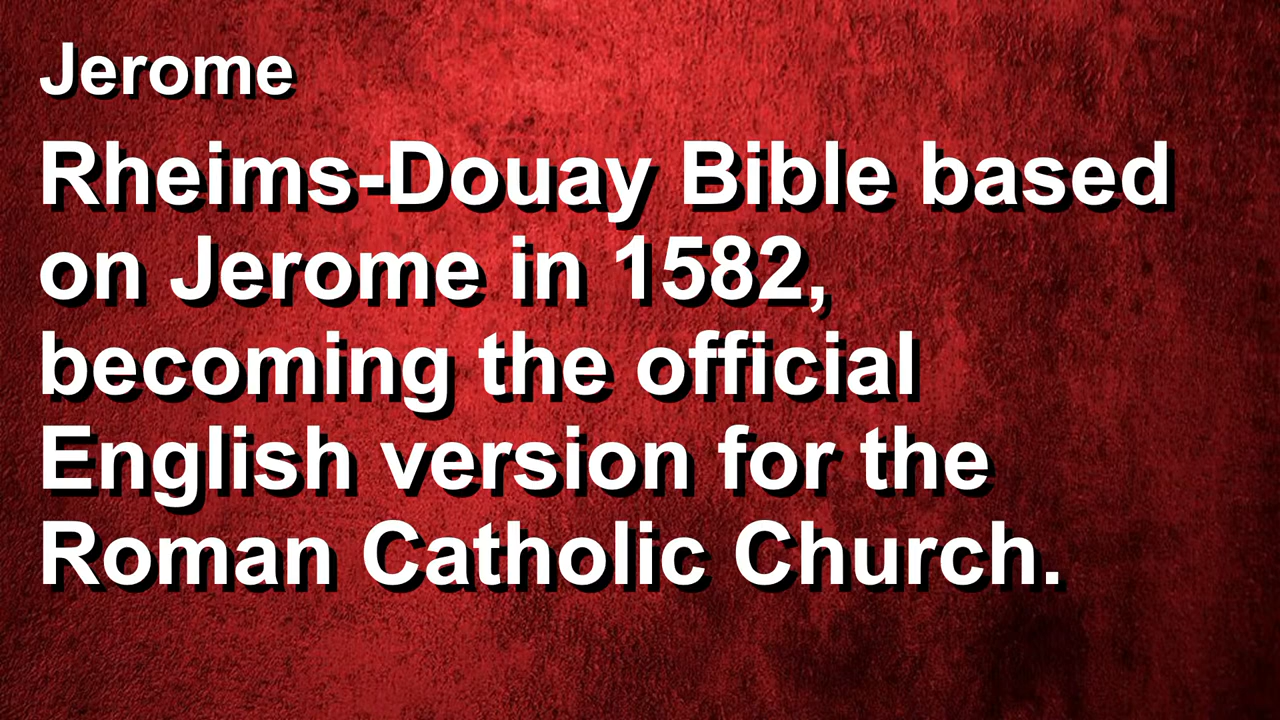 Jerome
Rheims-Douay Bible based
on Jerome in 1582,
becoming the official
English version for the
Roman Catholic Church.